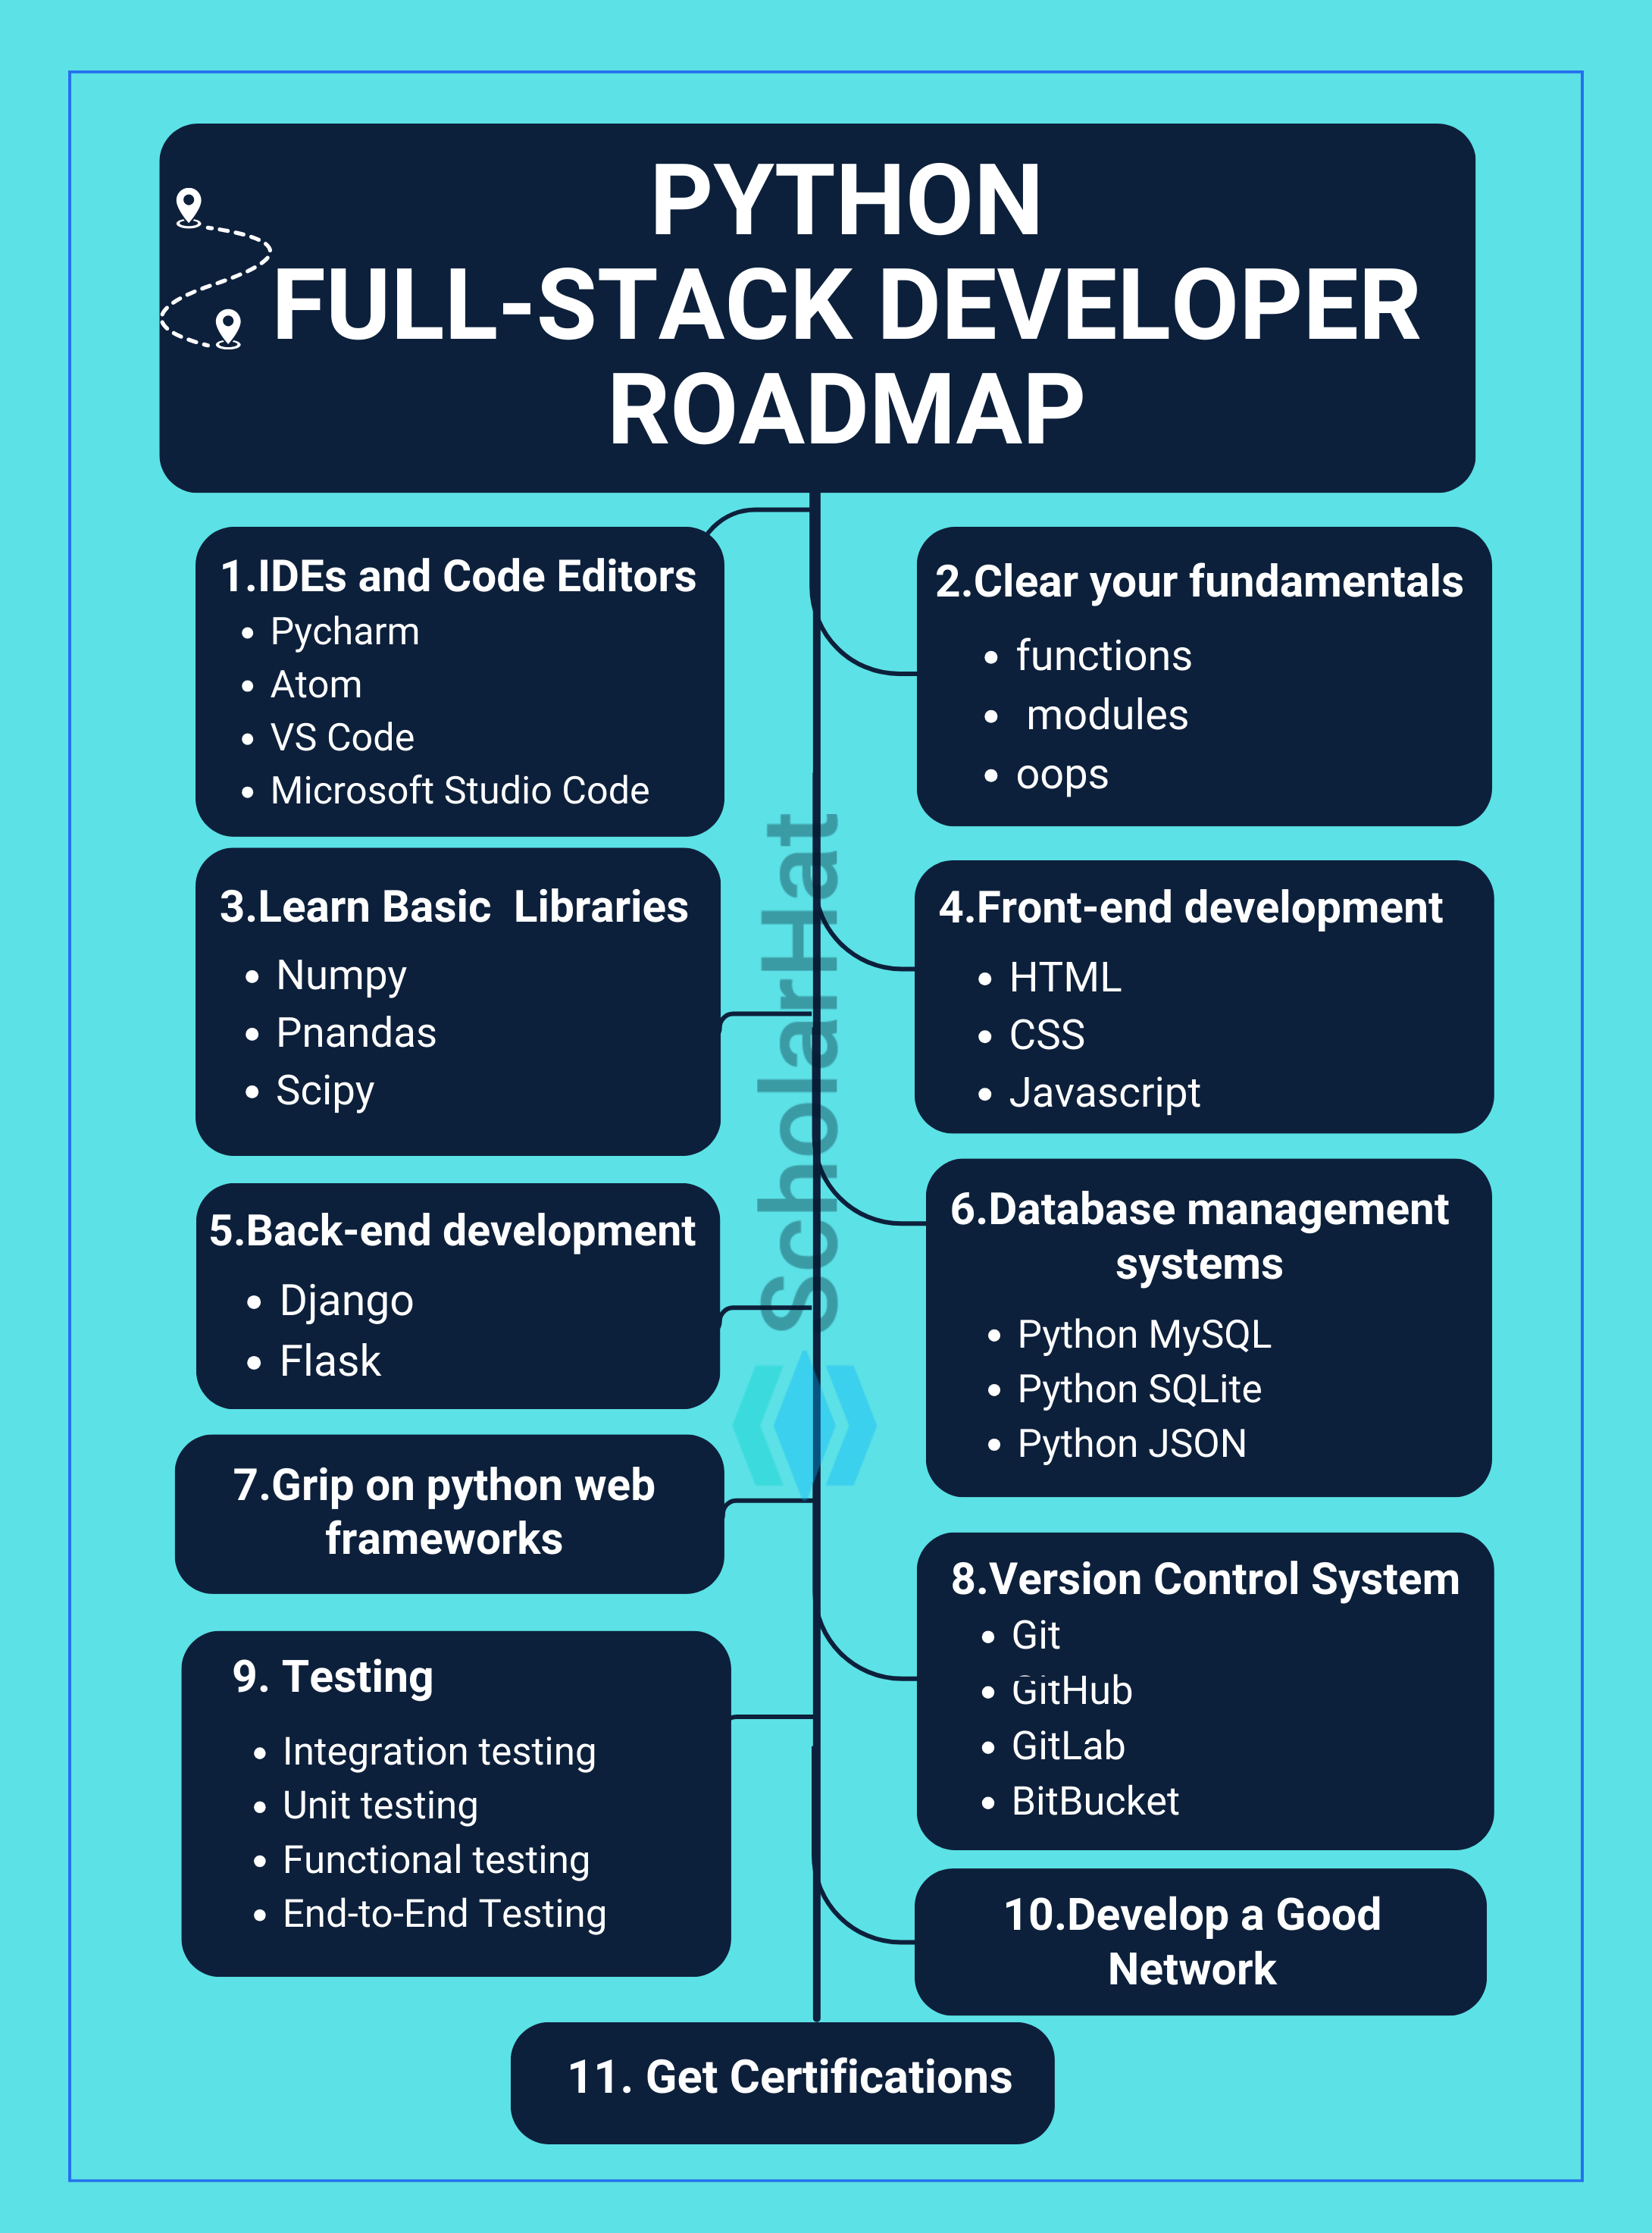 PYTHON
FULL-STACK DEVELOPER
ROADMAP
1.IDEs and Code Editors
• Pycharm
• Atom
• VS Code
• Microsoft Studio Code
2.Clear your fundamentals
• functions
• modules
• oops
3.Learn Basic Libraries
• Numpy
• Pnandas
• Scipy
4.Front-end development
• HTML
• CSS
• Javascript
5.Back-end development
• Django
• Flask
6.Database management
systems
• Python MySQL
• Python SQLite
• Python JSON
7.Grip on python web
frameworks
8.Version Control System
• Git
• GitHub
• GitLab
• BitBucket
9. Testing
• Integration testing
• Unit testing
• Functional testing
• End-to-End Testing
10.Develop a Good
Network
11. Get Certifications
ScholarHat